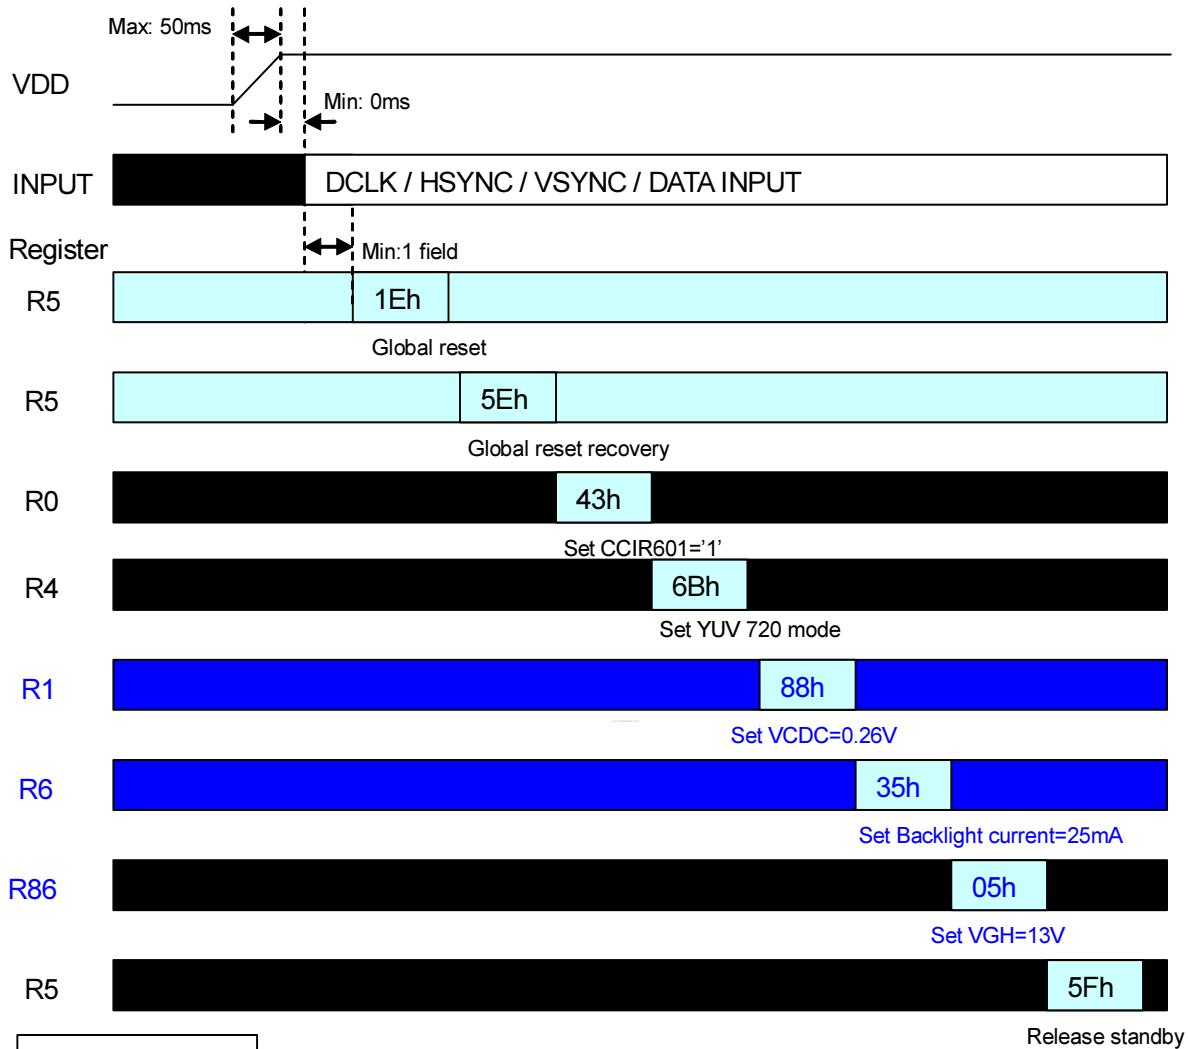 Max: 50ms
VDD
Min: 0ms
INPUT
DCLK / HSYNC / VSYNC / DATA INPUT
Register
Min:1 field
R5
1Eh
Global reset
R5
5Eh
Global reset recovery
R0
43h
Set CCIR601='1'
R4
6Bh
Set YUV 720 mode
R1
88h
Set VCDC=0.26V
R6
35h
Set Backlight current=25mA
R86
05h
Set VGH=13V
R5
5Fh
Release standby